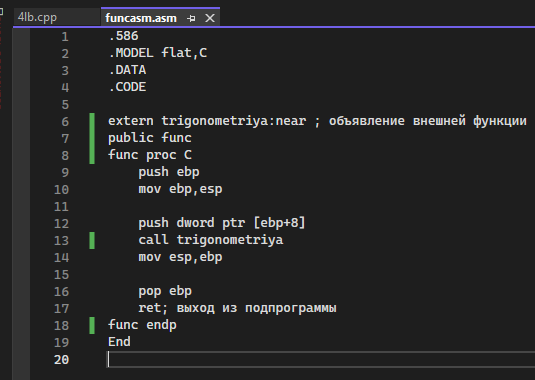 4lb.cpp
funcasm.asm
1 .586
2 .MODEL flat,C
3 .DATA
4 .CODE
5
6 extern trigonometriya:near ; обьявление внешней функции
7 public func
8 func proc C
9 push ebp
10 mov ebp,esp
11
12 push dword ptr [ebp+8]
13 call trigonometriya
14 mov esp,ebp
15
16 pop ebp
17 ret; выход из подпрограммы
18 func endp
19 End
20